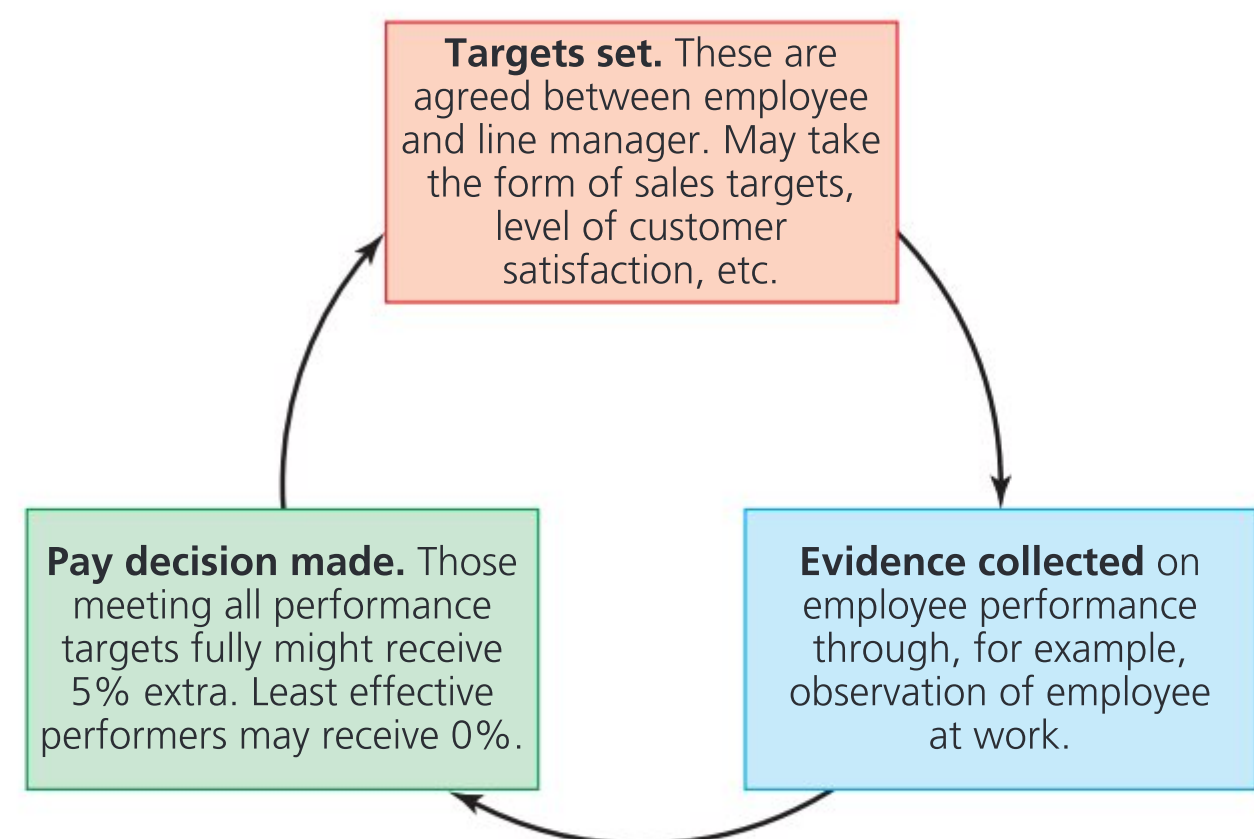 Targets set. These are
agreed between employee
and line manager. May take
the form of sales targets,
level of customer
satisfaction, etc.
Evidence collected on
employee performance
through, for example,
observation of employee
at work.
Pay decision made. Those
meeting all performance
targets fully might receive
5% extra. Least effective
performers may receive 0%.